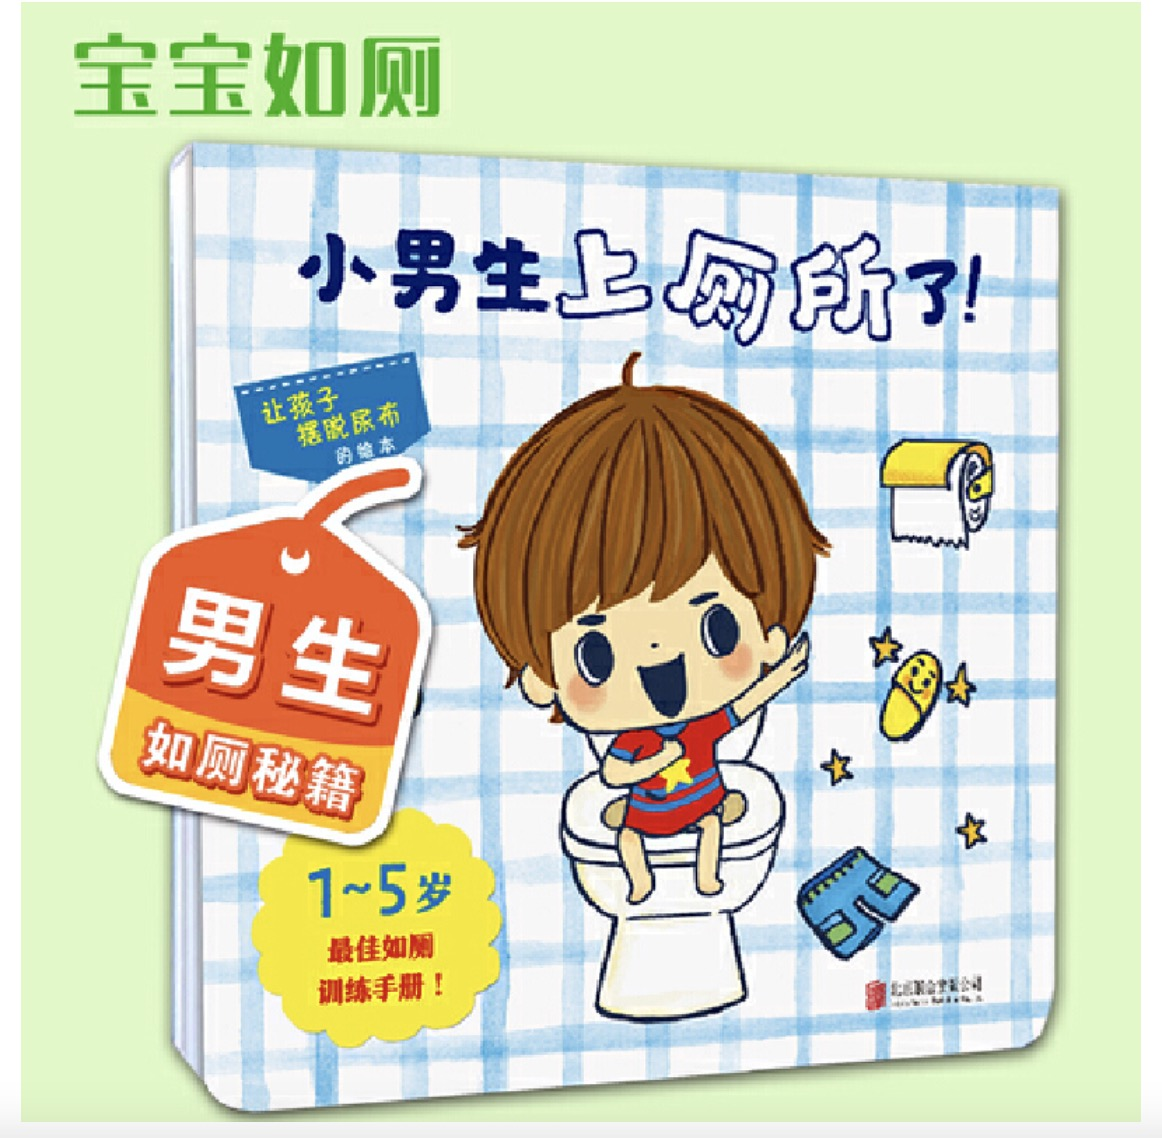 宝宝如厕
小男生上厕所了!
让孩子
摆脱尿布
的绘本
男生
如厕秘籍
1~5岁
最佳如厕
训练手册!